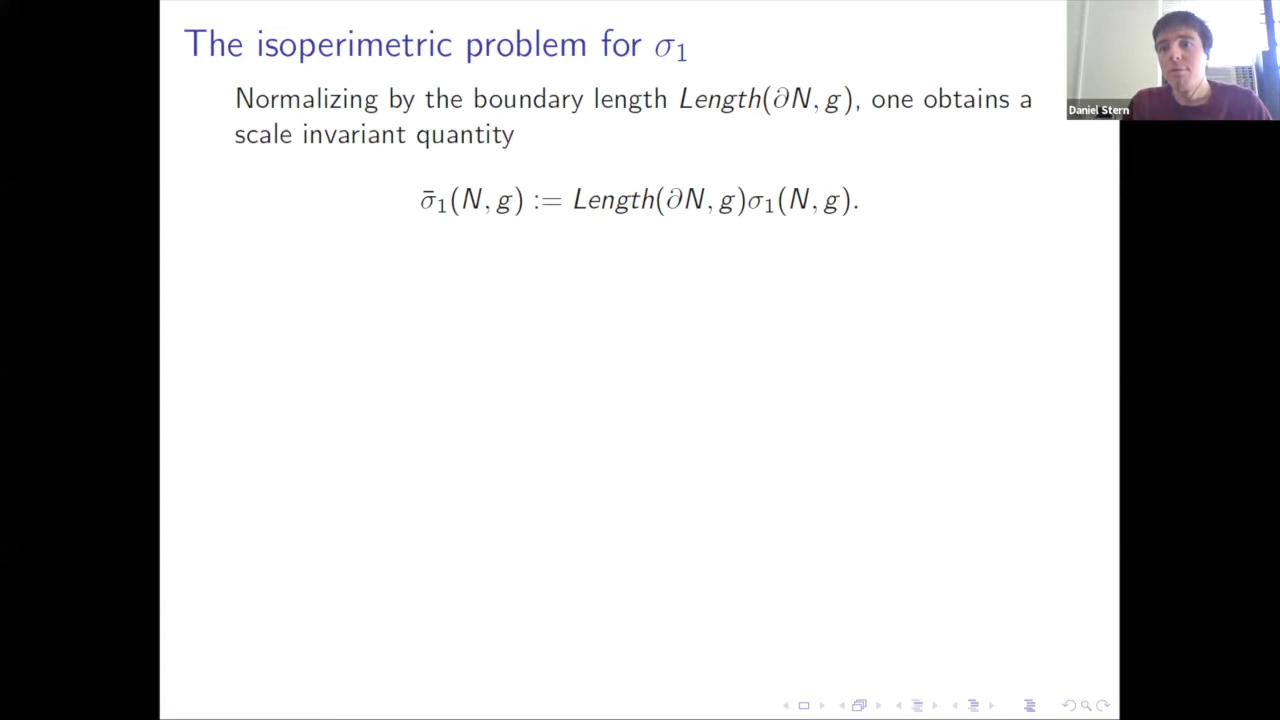 The isoperimetric problem for σ₁
Normalizing by the boundary length Length(∂N, g), one obtains a
scale invariant quantity
σ̄₁(N, g) := Length(∂N, g)σ₁(N, g).
Daniel Stern